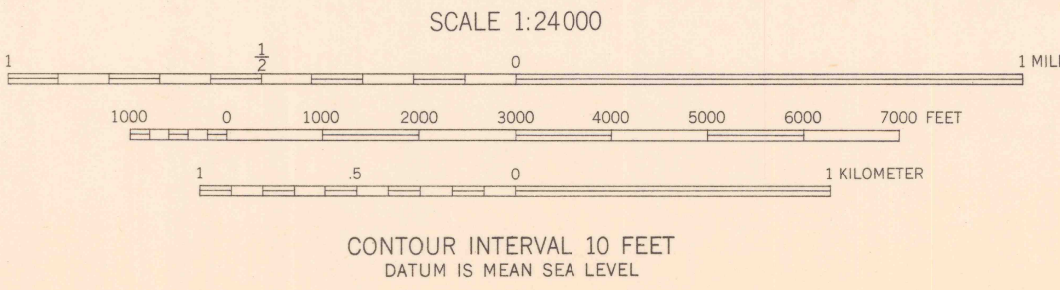 SCALE 1:24000
1 1/2 0 1 MIL
1000 0 1000 2000 3000 4000 5000 6000 7000 FEET
1 .5 0 1 KILOMETER
CONTOUR INTERVAL 10 FEET
DATUM IS MEAN SEA LEVEL